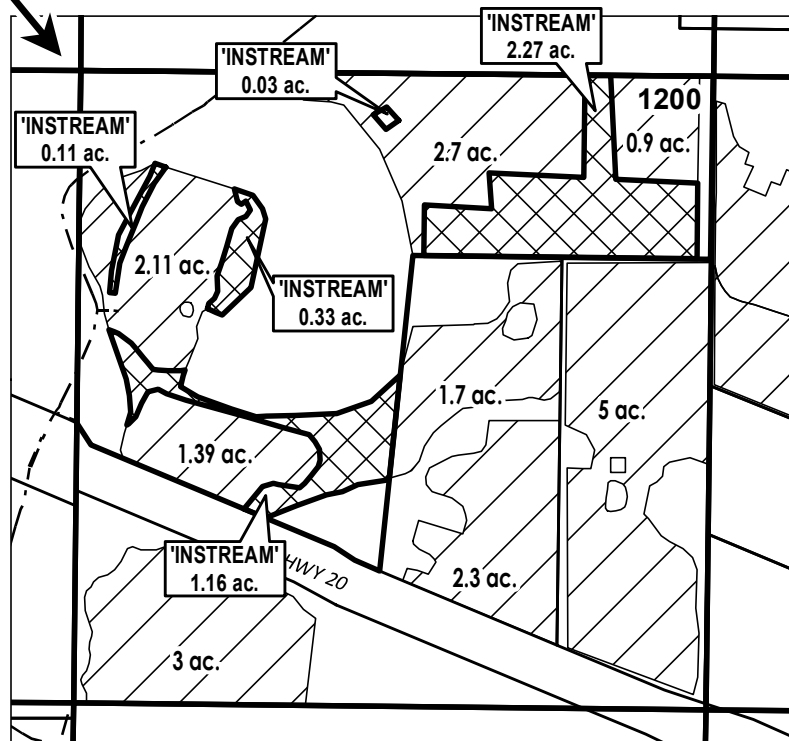 'INSTREAM'
2.27 ac.
'INSTREAM'
0.03 ac.
1200
'INSTREAM'
0.11 ac.
2.7 ac.
0.9 ac.
2.11 ac.
'INSTREAM'
0.33 ac.
1.7 ac.
5 ac.
1.39 ac.
'INSTREAM'
1.16 ac.
HWY 20
2.3 ac.
3 ac.